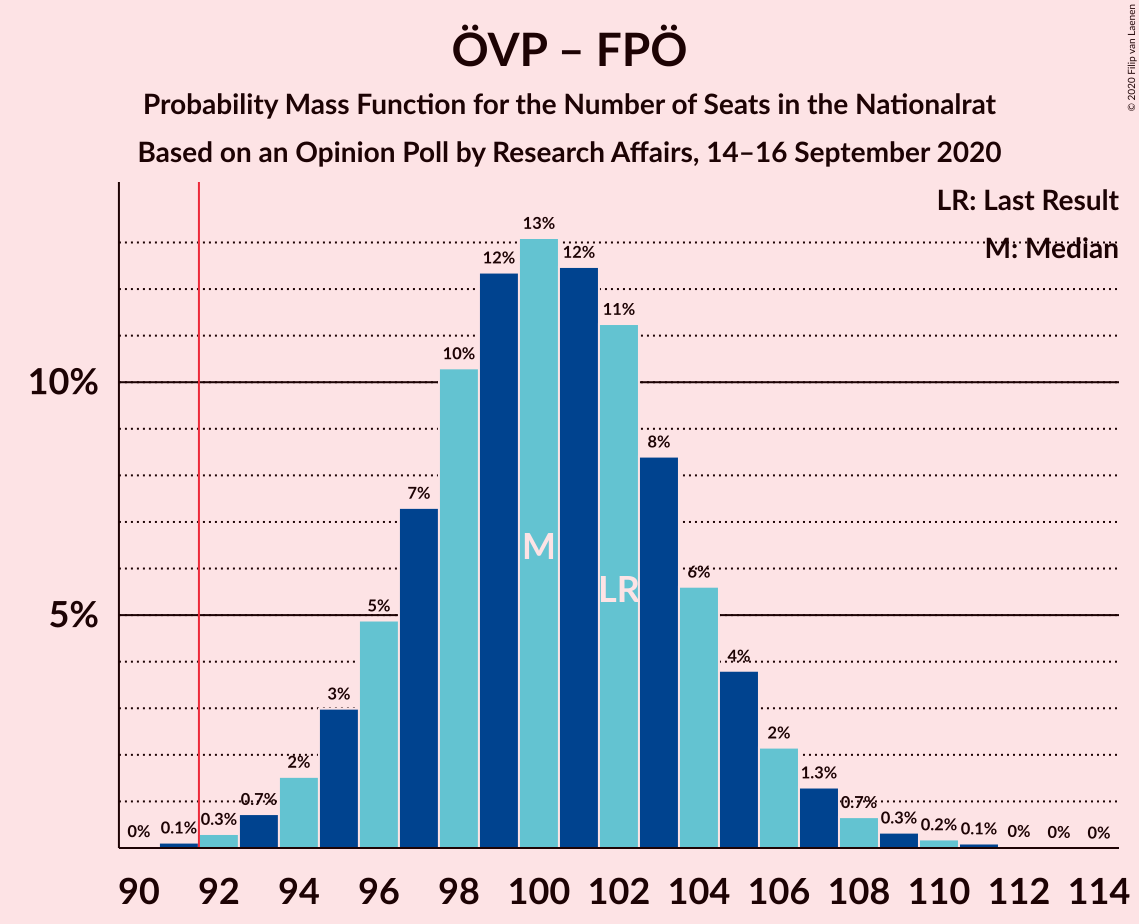 ÖVP – FPÖ
Probability Mass Function for the Number of Seats in the Nationalrat
Based on an Opinion Poll by Research Affairs, 14–16 September 2020
© 2020 Filip van Laenen
LR: Last Result
M: Median
10%
5%
0% 0.1% 0.3% 0.7% 2% 3% 5% 7% 10% 12% 13% 12% 11% 8% 6% 4% 2% 1.3% 0.7% 0.3% 0.2% 0.1% 0% 0% 0%
M
LR
90 92 94 96 98 100 102 104 106 108 110 112 114